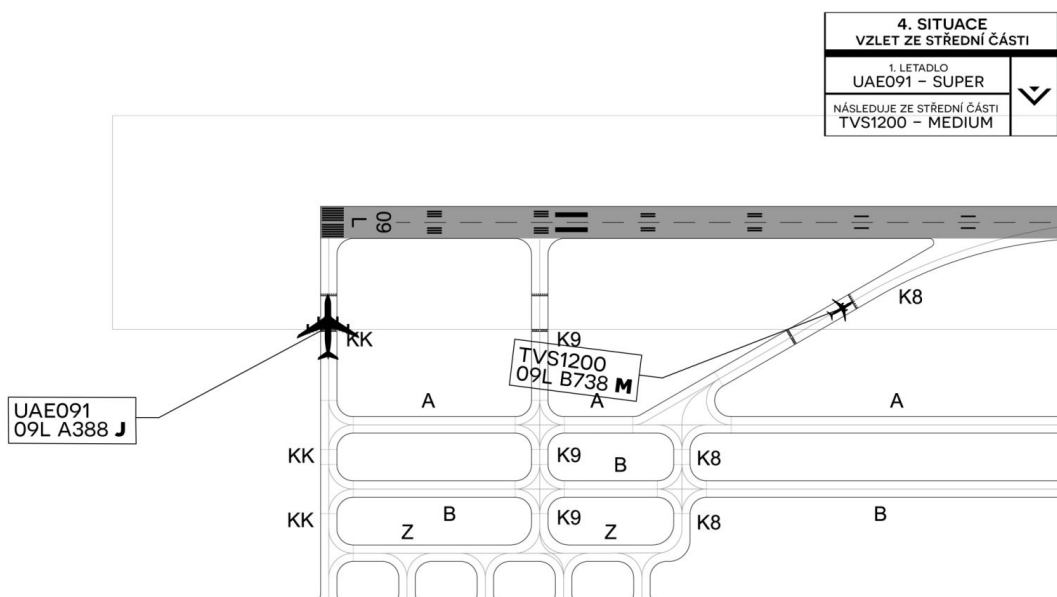 4. SITUACE
VZLET ZE STŘEDNÍ ČÁSTI
1. LETADLO
UAE091 – SUPER
NÁSLEDUJE ZE STŘEDNÍ ČÁSTI
TVS1200 – MEDIUM
09
L
KK
K9
K8
TVS1200
09L B738 M
UAE091
09L A388 J
A
A
A
KK
K9
B
K8
KK
B
Z
K9
Z
K8
B